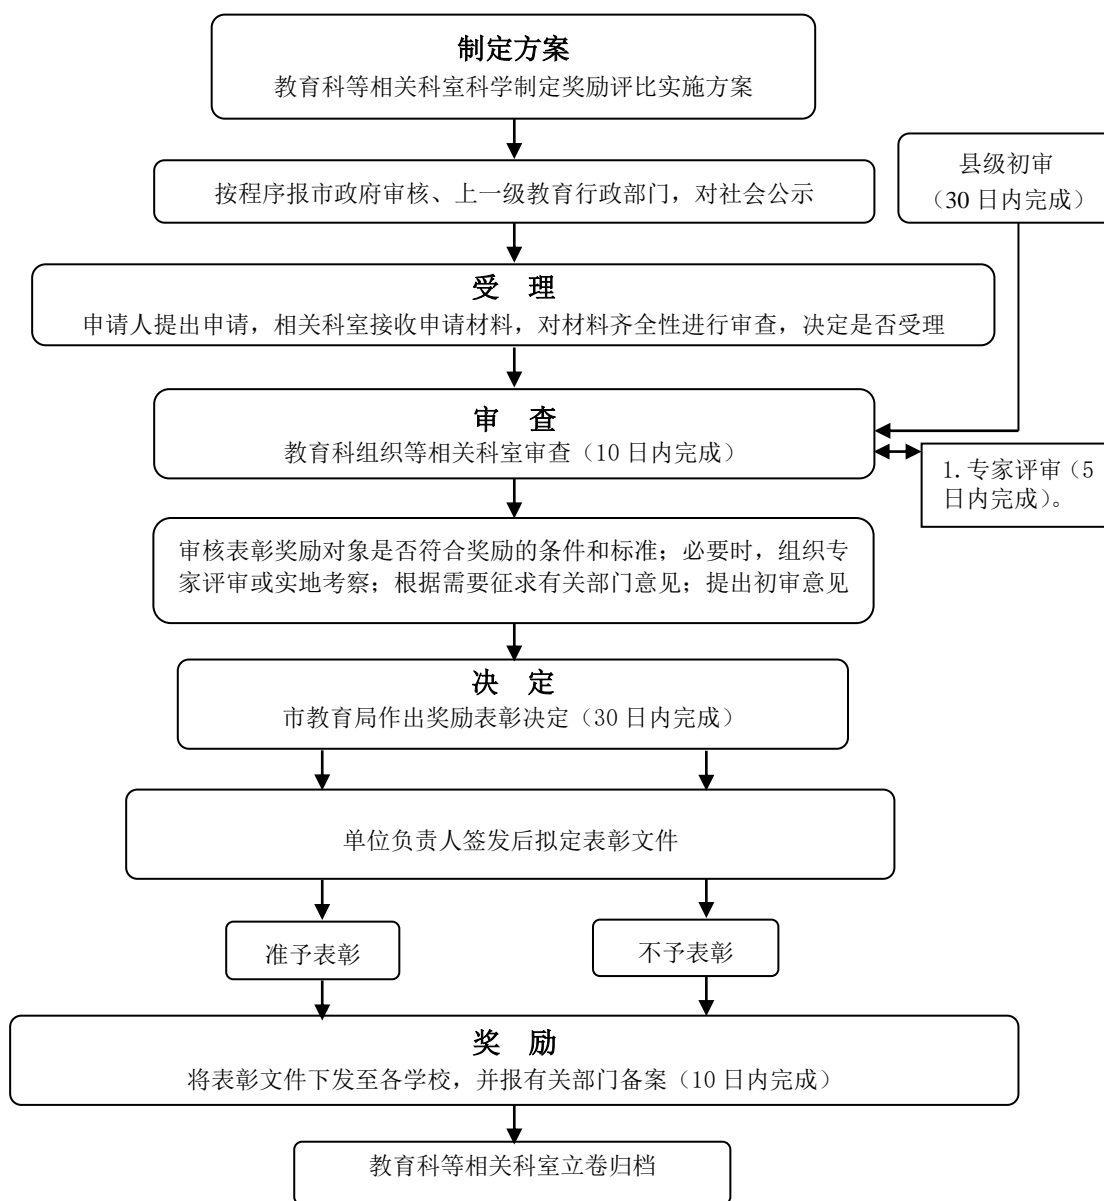 制定方案
教育科等相关科室科学制定奖励评比实施方案
县级初审
（30 日内完成）
按程序报市政府审核、上一级教育行政部门，对社会公示
受 理
申请人提出申请，相关科室接收申请材料，对材料齐全性进行审查，决定是否受理
审 查
教育科组织等相关科室审查（10 日内完成）
1.专家评审（5
日内完成）。
审核表彰奖励对象是否符合奖励的条件和标准；必要时，组织专
家评审或实地考察；根据需要征求有关部门意见；提出初审意见
决 定
市教育局作出奖励表彰决定（30 日内完成）
单位负责人签发后拟定表彰文件
准予表彰
不予表彰
奖 励
将表彰文件下发至各学校，并报有关部门备案（10 日内完成）
教育科等相关科室立卷归档